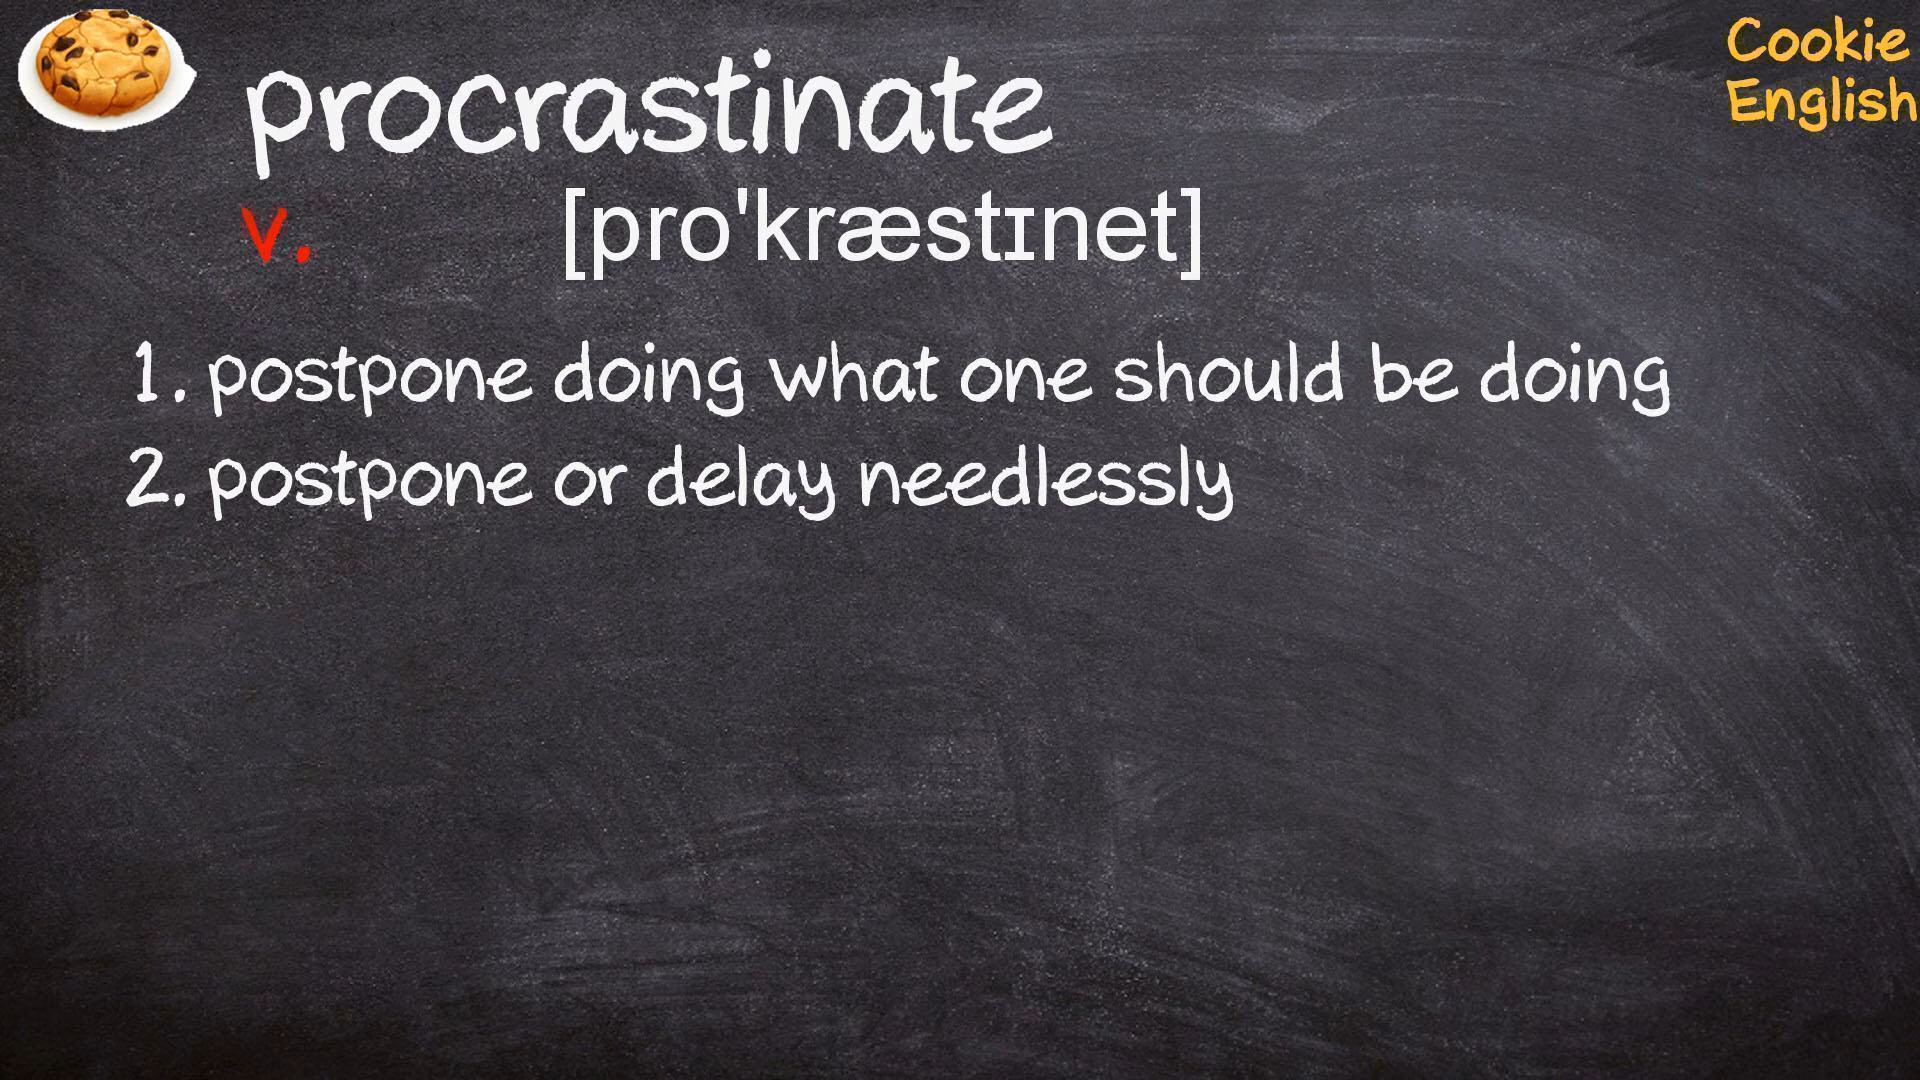 procrastinate
Cookie
English
v. [pro'kræstɪnet]
1. postpone doing what one should be doing
2. postpone or delay needlessly